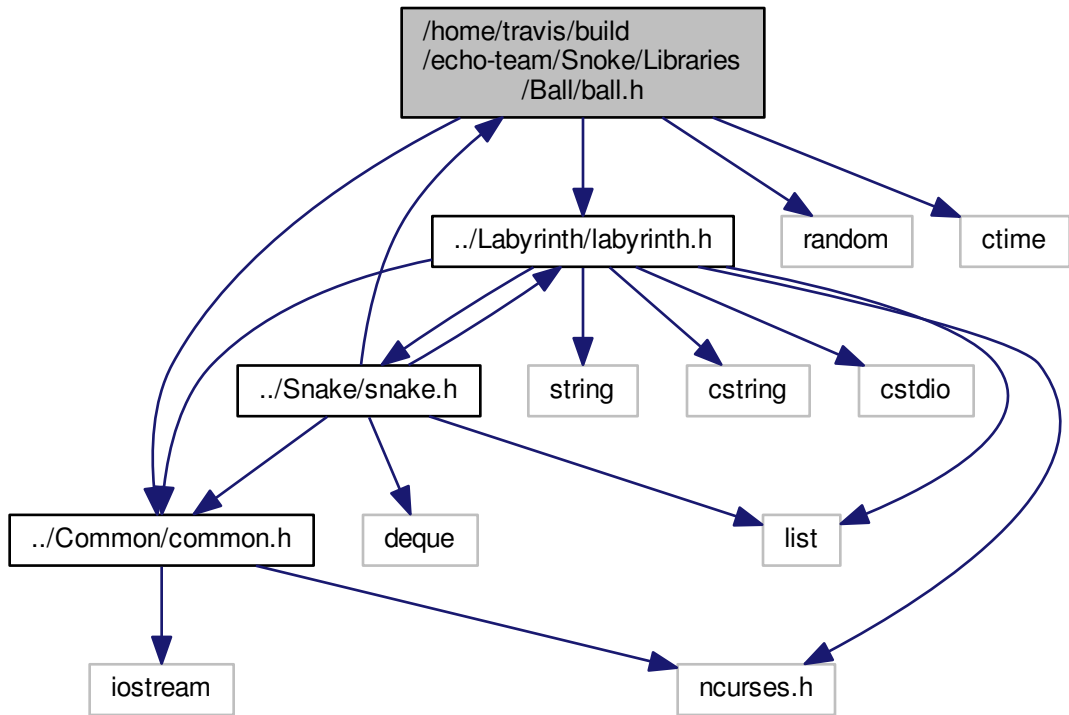 /home/travis/build
/echo-team/Snoke/Libraries
/Ball/ball.h
../Labyrinth/labyrinth.h
random
ctime
../Snake/snake.h
string
cstring
cstdio
../Common/common.h
deque
list
iostream
ncurses.h